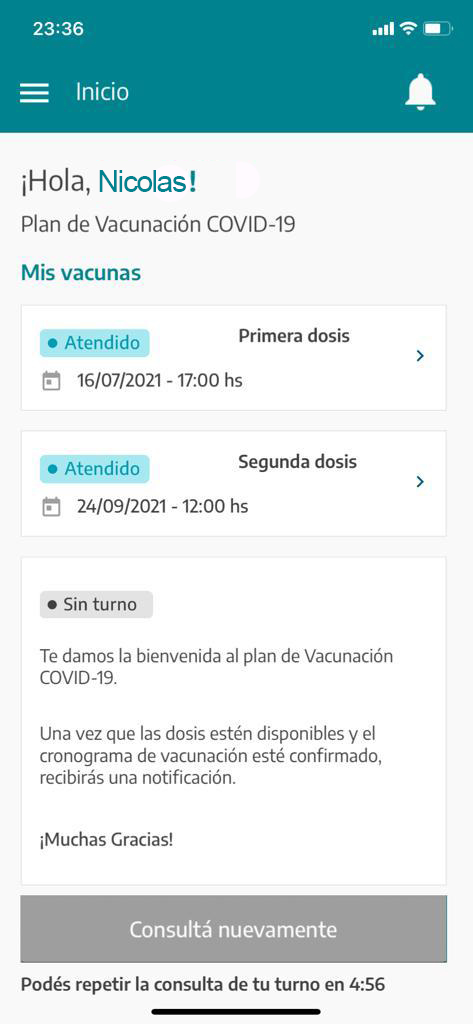 23:36
Inicio
¡Hola, Nicolas!
Plan de Vacunación COVID-19
Mis vacunas
Atendido
Primera dosis
16/07/2021 - 17:00 hs
Atendido
Segunda dosis
24/09/2021 - 12:00 hs
Sin turno
Te damos la bienvenida al plan de Vacunación
COVID-19.
Una vez que las dosis estén disponibles y el
cronograma de vacunación esté confirmado,
recibirás una notificación.
¡Muchas Gracias!
Consultá nuevamente
Podés repetir la consulta de tu turno en 4:56